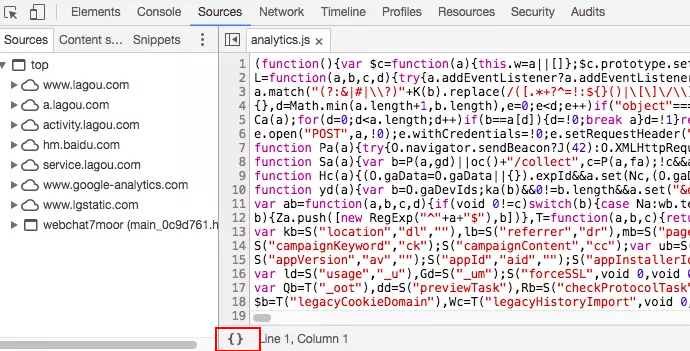 Elements Console Sources Network Timeline Profiles Resources Security Audits
Sources Content s... Snippets
analytics.js ×
top
www.lagou.com
a.lagou.com
activity.lagou.com
hm.baidu.com
service.lagou.com
www.google-analytics.com
www.lgstatic.com
webchat7moor (main_0c9d761.h
1 (function(){var $c=function(a){this.w=a||[]};$c.prototype.set
2 L=function(a,b,c,d){try{a.addEventListener?a.addEventListene
3 a.match("(?:&|#|\\?)"+K(b).replace(/([.*+?^=!:${}()|\[\]\/\\
4 {},d=Math.min(a.length+1,b.length),e=0;e<d;e++)if("object"==
5 Ca(a);for(d=0;d<a.length;d++)if(b==a[d]){d=!0;break a}d=!1}r
6 e.open("POST",a,!0);e.withCredentials=!0;e.setRequestHeader("
7 function Pa(a){try{O.navigator.sendBeacon?J(42):O.XMLHttpRequ
8 function Sa(a){var b=P(a,gd)||oc()+"/collect",c=P(a,fa);!c&&a
9 function Hc(a){(O.gaData=O.gaData||{}).expId&&a.set(Nc,(O.ga
10 function yd(a){var b=O.gaDevIds;ka(b)&&0!=b.length&&a.set("&d
11 var ab=function(a,b,c,d){if(void 0!=c)switch(b){case Na:wb.te
12 b){Za.push([new RegExp("^"+a+"$"),b])},T=function(a,b,c){retu
13 var kb=S("location","dl",""),lb=S("referrer","dr"),mb=S("page
14 S("campaignKeyword","ck");S("campaignContent","cc");var ub=S(
15 S("appVersion","av","");S("appId","aid","");S("appInstallerId
16 var ld=S("usage","_u"),Gd=S("_um");S("forceSSL",void 0,void 0
17 var Qb=T("_oot"),dd=S("previewTask"),Rb=S("checkProtocolTask"
18 $b=T("legacyCookieDomain"),Wc=T("legacyHistoryImport",void 0,
19
{} Line 1, Column 1